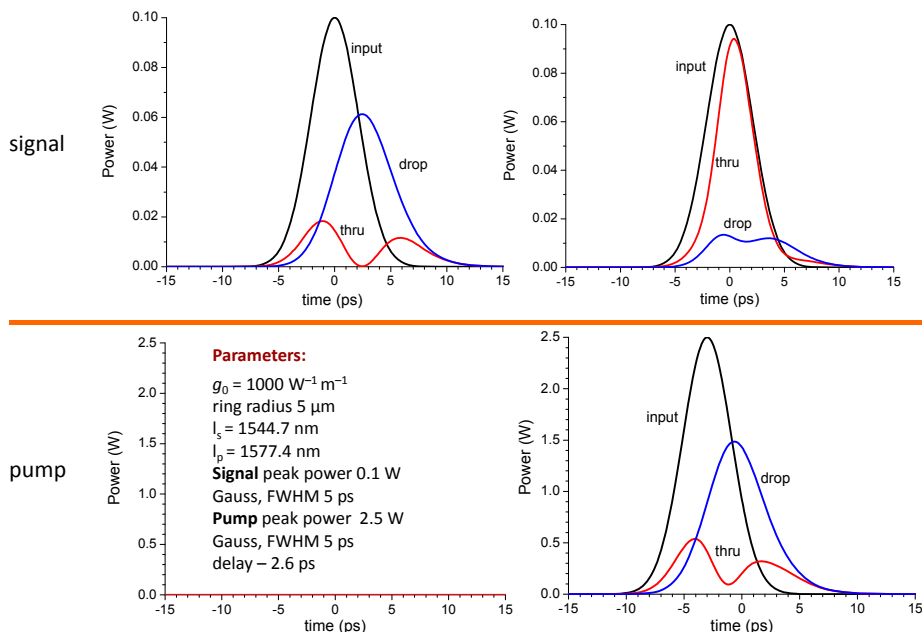 0.10
0.08
0.06
0.04
0.02
0.00
Power (W)
-15 -10 -5 0 5 10 15
time (ps)
input
drop
thru
0.10
0.08
0.06
0.04
0.02
0.00
Power (W)
-15 -10 -5 0 5 10 15
time (ps)
input
thru
drop
signal
2.5
2.0
1.5
1.0
0.5
0.0
Power (W)
-15 -10 -5 0 5 10 15
time (ps)
Parameters:
g₀ = 1000 W⁻¹ m⁻¹
ring radius 5 μm
lₛ = 1544.7 nm
lₚ = 1577.4 nm
Signal peak power 0.1 W
Gauss, FWHM 5 ps
Pump peak power 2.5 W
Gauss, FWHM 5 ps
delay – 2.6 ps
2.5
2.0
1.5
1.0
0.5
0.0
Power (W)
-15 -10 -5 0 5 10 15
time (ps)
input
drop
thru
pump